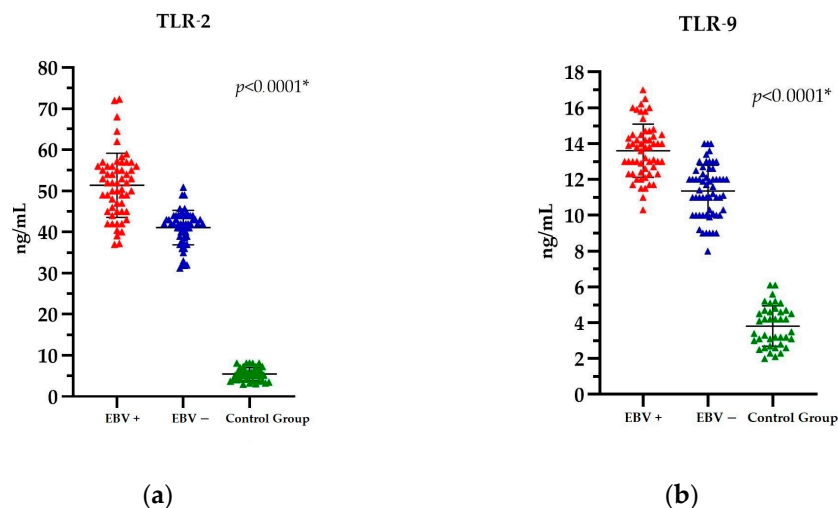 TLR-2
p<0.0001*
80
70
60
50
40
30
20
10
0
ng/mL
EBV + EBV − Control Group
(a)
TLR-9
p<0.0001*
18
16
14
12
10
8
6
4
2
0
ng/mL
EBV + EBV − Control Group
(b)